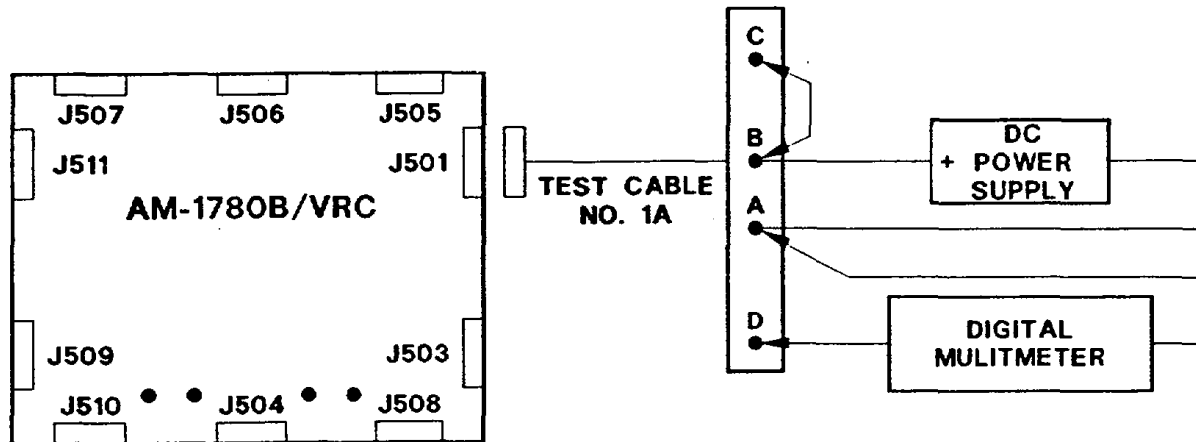 J507
J506
J505
J511
J501
AM-1780B/VRC
J509
J503
J510
J504
J508
TEST CABLE
NO. 1A
C
B
A
D
+
DC
POWER
SUPPLY
DIGITAL
MULITMETER